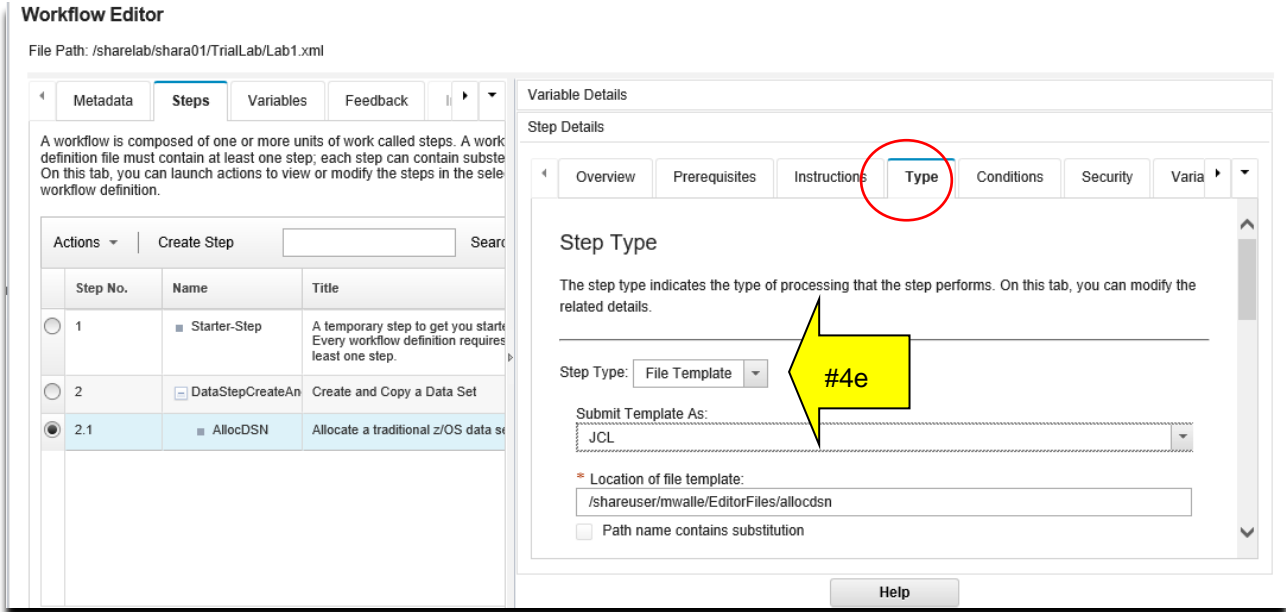 Workflow Editor
File Path: /sharelab/shara01/TrialLab/Lab1.xml
Metadata Steps Variables Feedback
A workflow is composed of one or more units of work called steps. A work
definition file must contain at least one step; each step can contain subste
On this tab, you can launch actions to view or modify the steps in the sele
workflow definition.
Actions Create Step Searc
Step No. Name Title
1 Starter-Step A temporary step to get you starte
Every workflow definition requires
least one step.
2 DataStepCreateAn Create and Copy a Data Set
2.1 AllocDSN Allocate a traditional z/OS data se
Variable Details
Step Details
Overview Prerequisites Instructions Type Conditions Security Varia
Step Type
The step type indicates the type of processing that the step performs. On this tab, you can modify the
related details.
Step Type: File Template
#4e
Submit Template As:
JCL
* Location of file template:
/shareuser/mwalle/EditorFiles/allocdsn
Path name contains substitution
Help